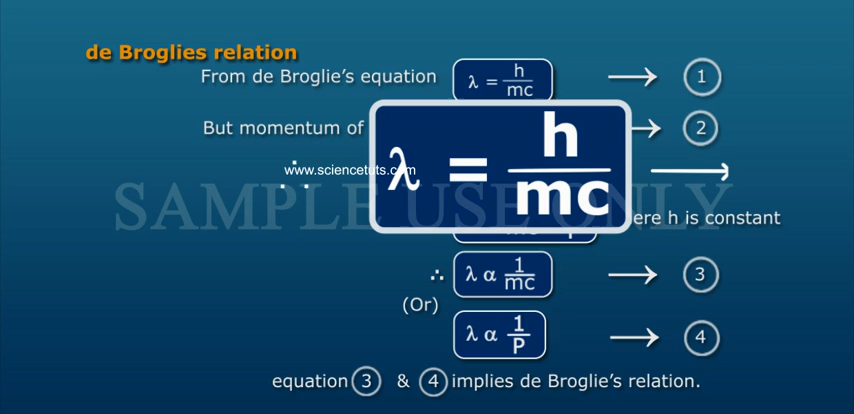 de Broglies relation
From de Broglie's equation λ = h/mc → 1
But momentum of → 2
λ = h/mc
∴ www.sciencetuts.com →
SAMPLE USE ONLY
ere h is constant
∴ λ α 1/mc → 3
(Or)
λ α 1/P → 4
equation 3 & 4 implies de Broglie's relation.